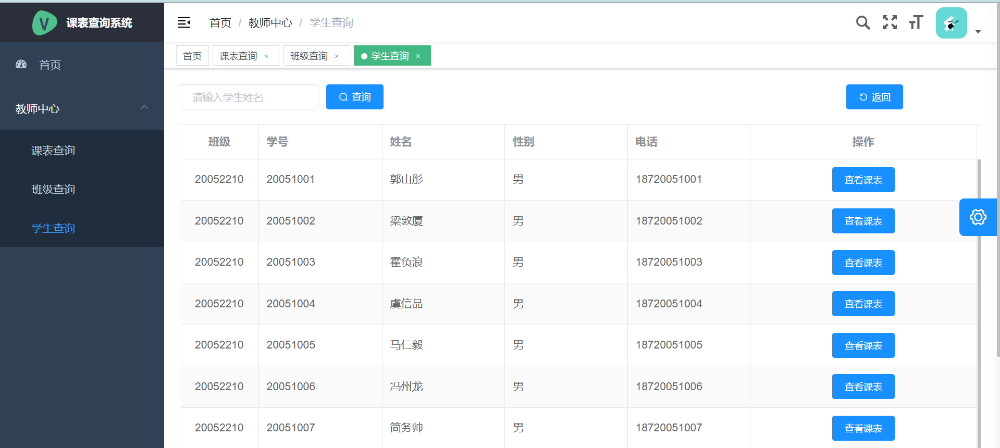 V 课表查询系统
首页 / 教师中心 / 学生查询
首页
课表查询 ×
班级查询 ×
学生查询 ×
首页
教师中心
课表查询
班级查询
学生查询
请输入学生姓名
查询
返回
班级 学号 姓名 性别 电话 操作
20052210 20051001 郭山彤 男 18720051001 查看课表
20052210 20051002 梁敦厦 男 18720051002 查看课表
20052210 20051003 霍负浪 男 18720051003 查看课表
20052210 20051004 虞信品 男 18720051004 查看课表
20052210 20051005 马仁毅 男 18720051005 查看课表
20052210 20051006 冯州龙 男 18720051006 查看课表
20052210 20051007 简务帅 男 18720051007 查看课表